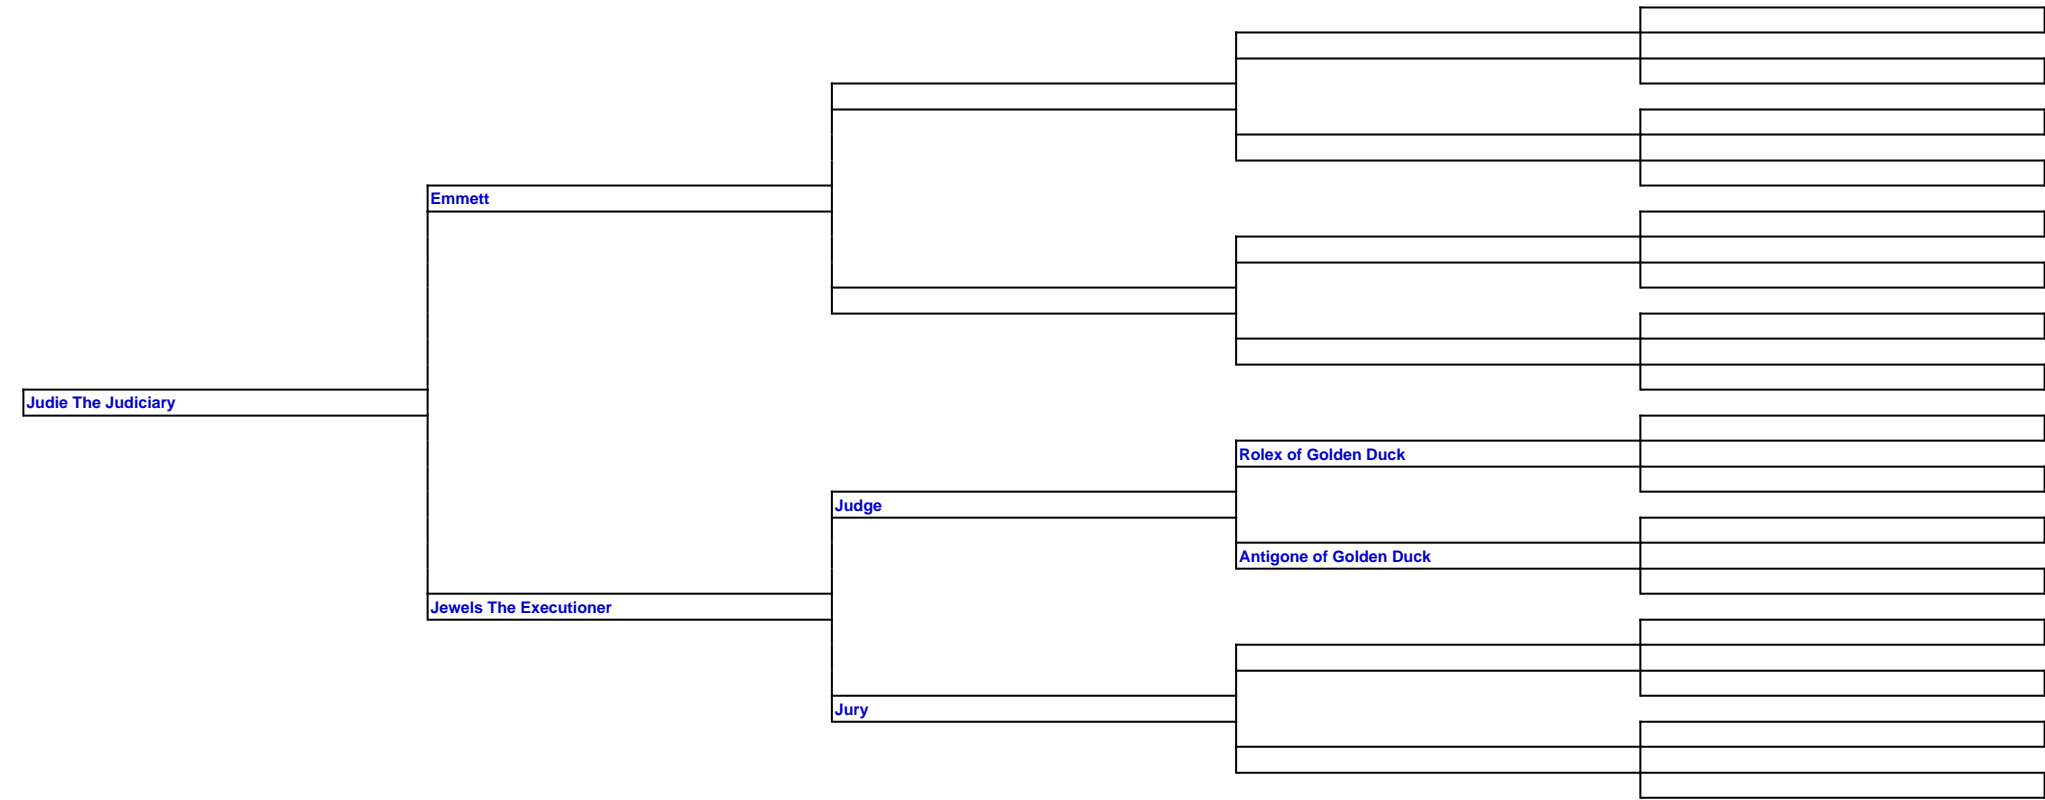 Emmett
Judie The Judiciary
Rolex of Golden Duck
Judge
Antigone of Golden Duck
Jewels The Executioner
Jury